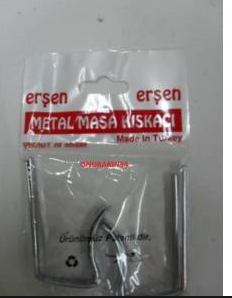 erşen erşen
METAL MASA KISKACI
Made in Turkey
Ürünümüz Patentlidir.